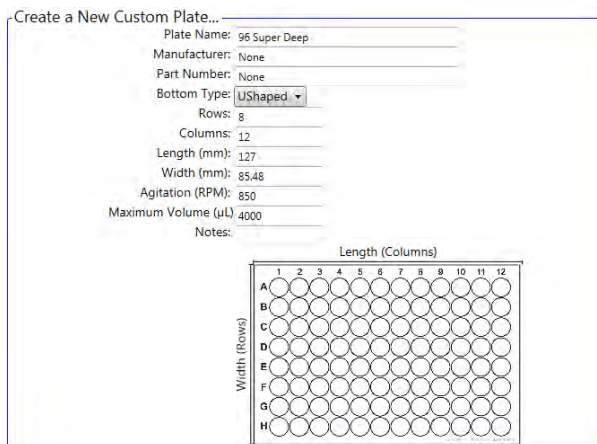 Create a New Custom Plate...
Plate Name: 96 Super Deep
Manufacturer: None
Part Number: None
Bottom Type: UShaped
Rows: 8
Columns: 12
Length (mm): 127
Width (mm): 85.48
Agitation (RPM): 850
Maximum Volume (µL) 4000
Notes:
Length (Columns)
1 2 3 4 5 6 7 8 9 10 11 12
Width (Rows)
A
B
C
D
E
F
G
H